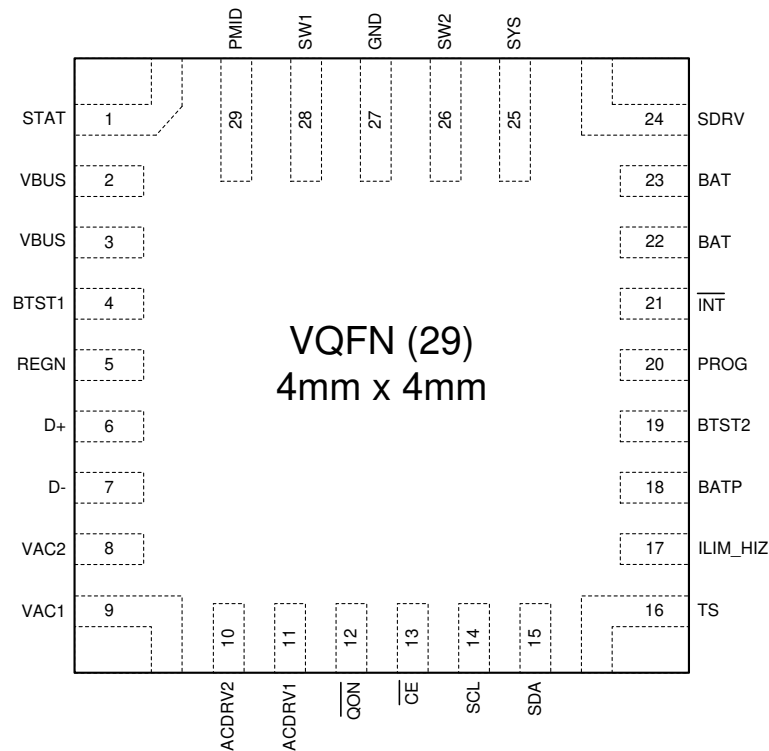 PMID
SW1
GND
SW2
SYS
29
28
27
26
25
STAT 1
24 SDRV
VBUS 2
23 BAT
VBUS 3
22 BAT
BTST1 4
21 INT
REGN 5
20 PROG
D+ 6
19 BTST2
D- 7
18 BATP
VAC2 8
17 ILIM_HIZ
VAC1 9
16 TS
VQFN (29)
4mm x 4mm
10
11
12
13
14
15
ACDRV2
ACDRV1
QON
CE
SCL
SDA